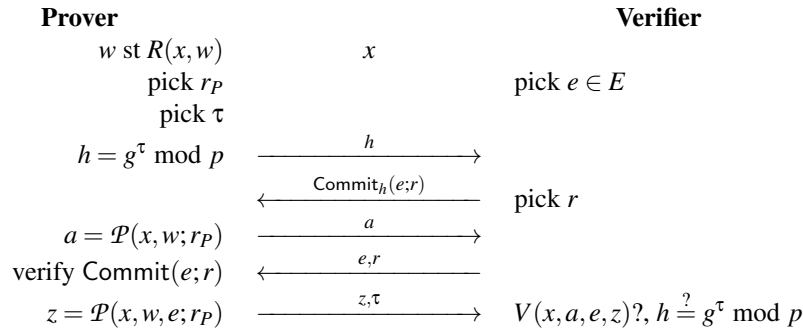 Prover Verifier
w st R(x,w) x
pick r_P pick e ∈ E
pick τ
h = g^τ mod p h
Commit_h(e;r) pick r
a = 𝒫(x,w;r_P) a
verify Commit(e;r) e,r
z = 𝒫(x,w,e;r_P) z,τ V(x,a,e,z)?, h ≟ g^τ mod p